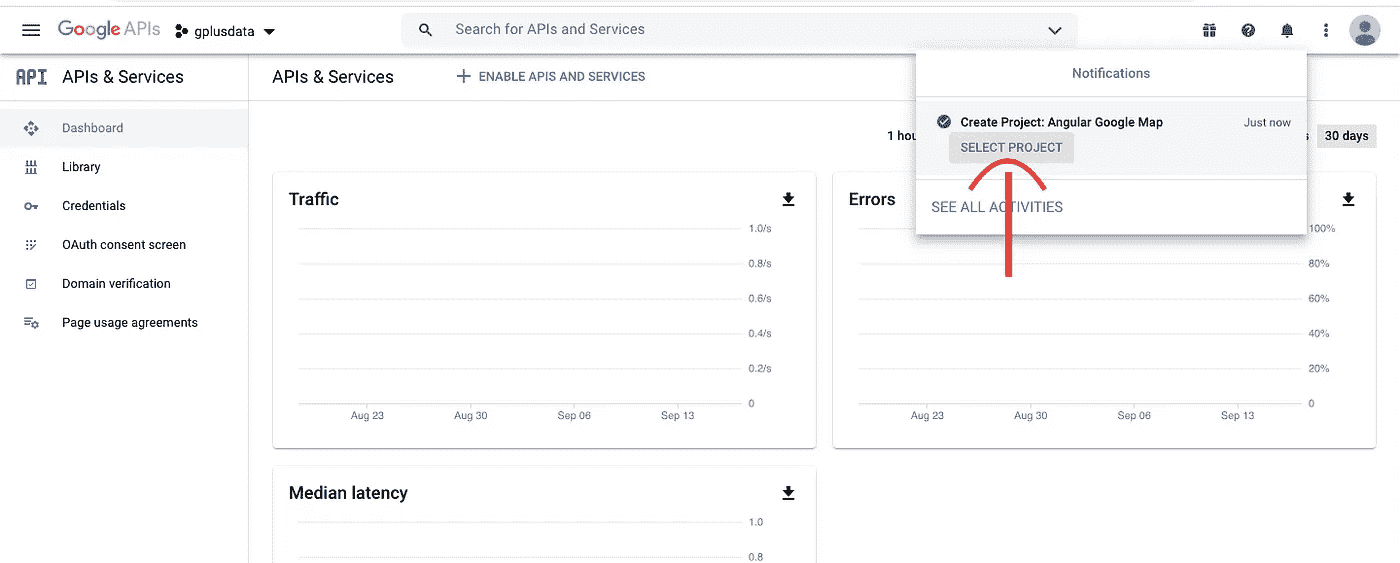 Google APIs
gplusdata
Search for APIs and Services
API
APIs & Services
APIs & Services
ENABLE APIS AND SERVICES
Notifications
Create Project: Angular Google Map
Just now
SELECT PROJECT
SEE ALL ACTIVITIES
1 hou
s
30 days
Dashboard
Library
Credentials
OAuth consent screen
Domain verification
Page usage agreements
Traffic
1.0/s
0.8/s
0.6/s
0.4/s
0.2/s
0
Aug 23
Aug 30
Sep 06
Sep 13
Errors
100%
80%
60%
40%
20%
0
Aug 23
Aug 30
Sep 06
Sep 13
Median latency
1.0
0.8